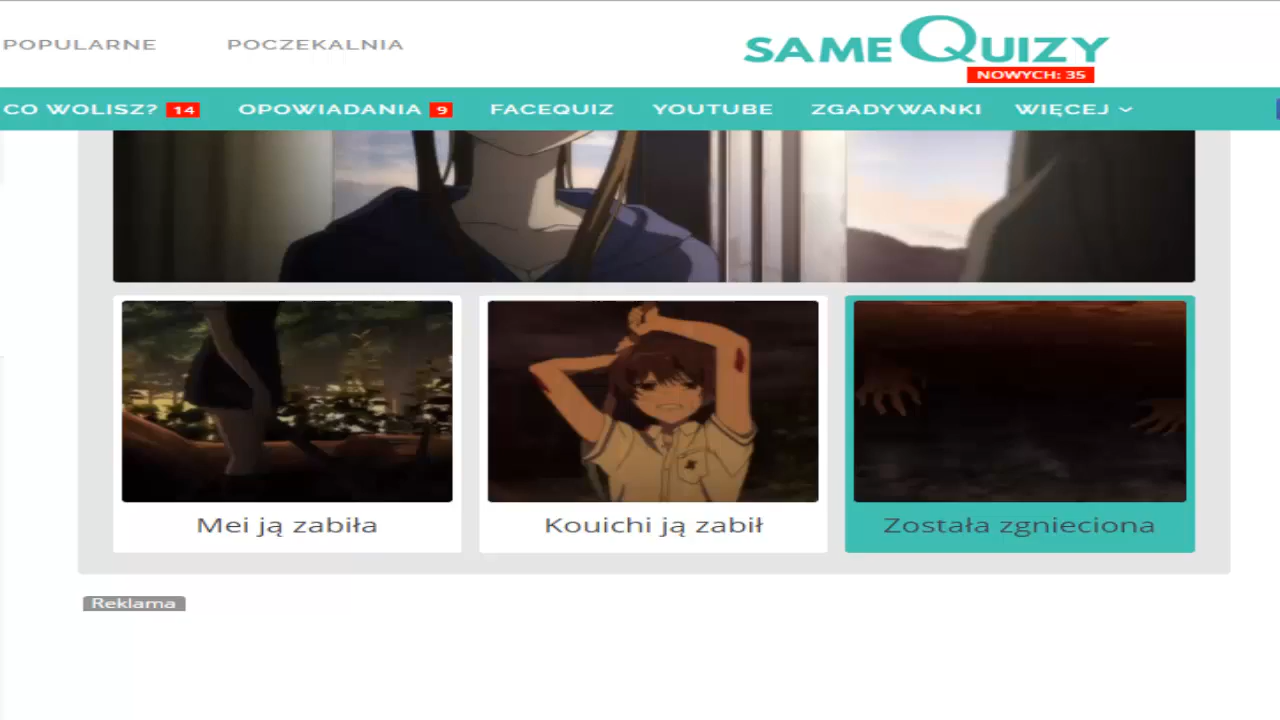 POPULARNE POCZEKALNIA SAMEQUIZY
NOWYCH: 35
CO WOLISZ? 14 OPOWIADANIA 9 FACEQUIZ YOUTUBE ZGADYWANKI WIĘCEJ
Mei ją zabiła Kouichi ją zabił Została zgnieciona
Reklama